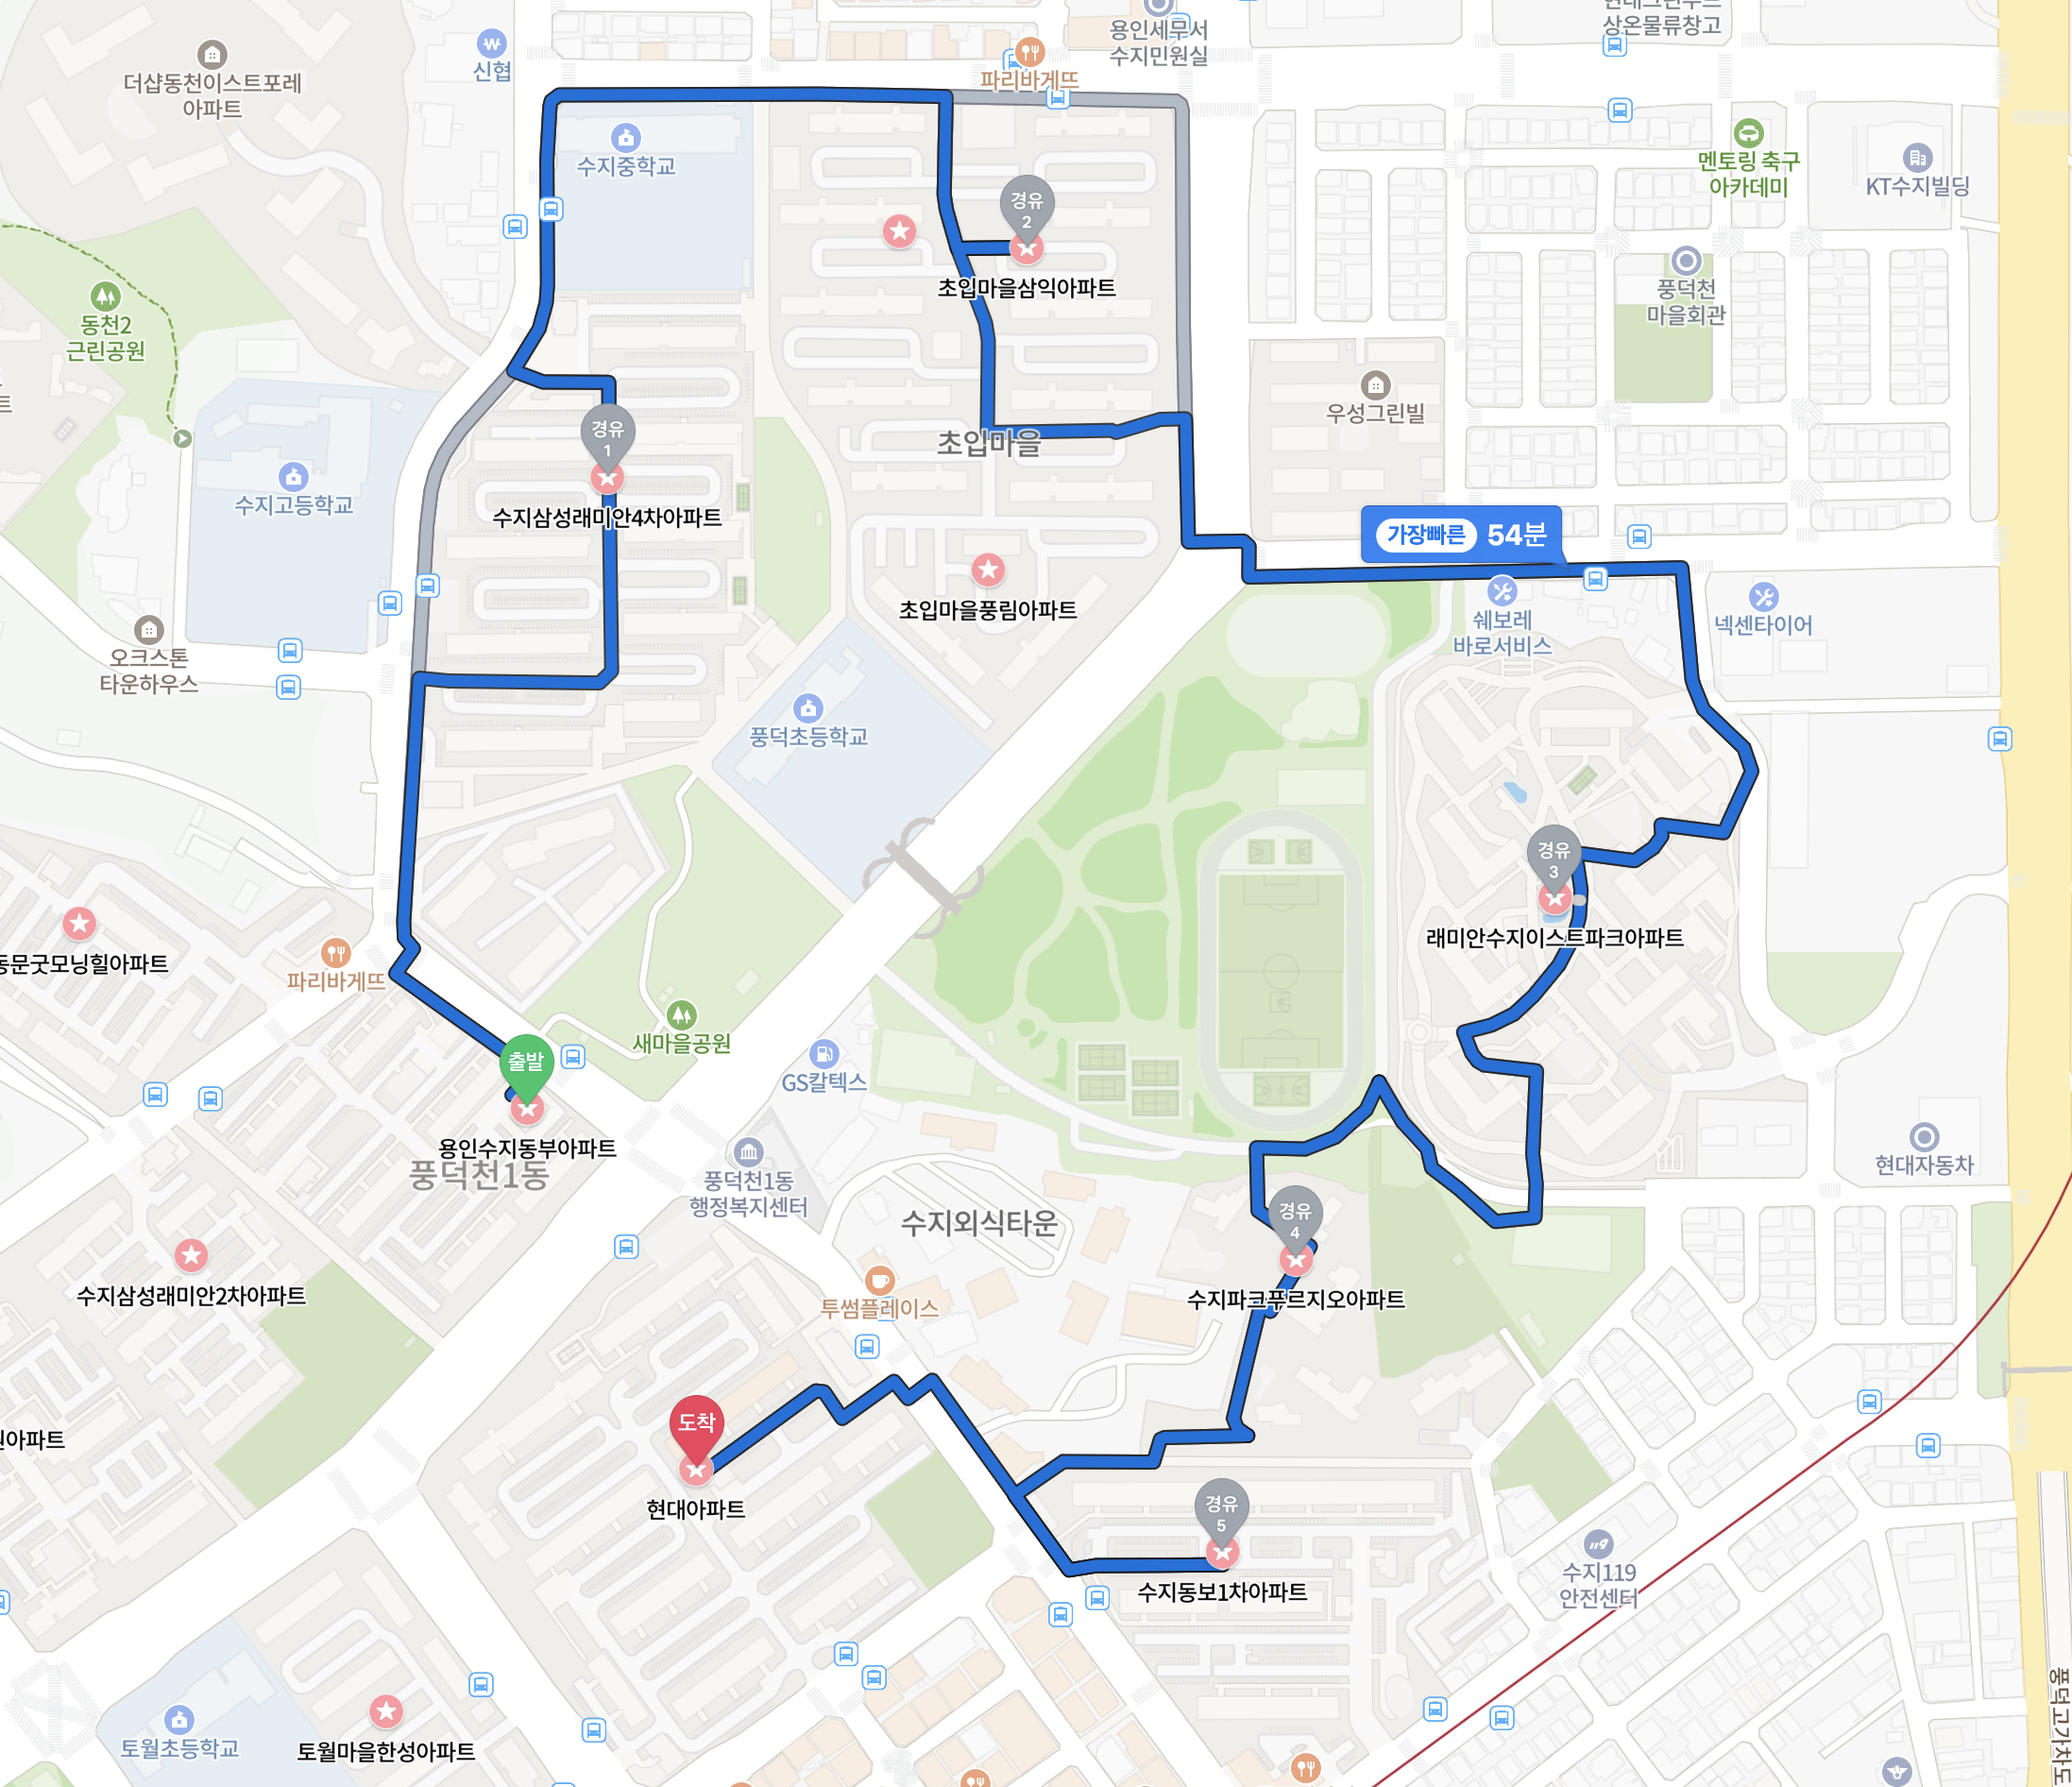 용인세무서
수지민원실
상온물류창고
신협
파리바게뜨
더샵동천이스트포레
아파트
수지중학교
멘토링 축구
아카데미
KT수지빌딩
경유
2
초입마을삼익아파트
풍덕천
마을회관
동천2
근린공원
우성그린빌
경유
1
초입마을
수지고등학교
수지삼성래미안4차아파트
가장빠른 54분
초입마을풍림아파트
쉐보레
바로서비스
넥센타이어
오크스톤
타운하우스
풍덕초등학교
경유
3
래미안수지이스트파크아파트
동문굿모닝힐아파트
파리바게뜨
새마을공원
출발
GS칼텍스
용인수지동부아파트
풍덕천1동
풍덕천1동
행정복지센터
현대자동차
수지외식타운
경유
4
수지파크푸르지오아파트
수지삼성래미안2차아파트
투썸플레이스
도착
현대아파트
아파트
경유
5
수지동보1차아파트
수지119
안전센터
토월초등학교
토월마을한성아파트
풍덕고가차도